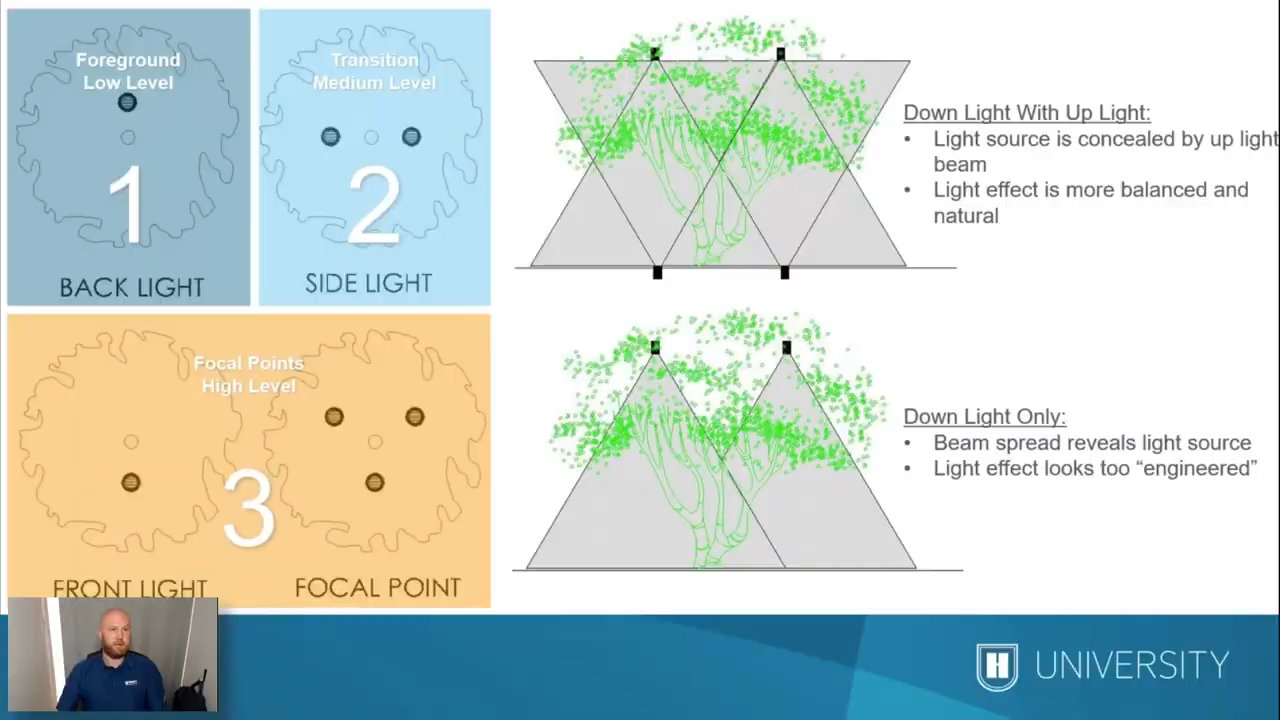 Foreground
Low Level
1
BACK LIGHT
Transition
Medium Level
2
SIDE LIGHT
Focal Points
High Level
3
FRONT LIGHT
FOCAL POINT
Down Light With Up Light:
• Light source is concealed by up light
beam
• Light effect is more balanced and
natural
Down Light Only:
• Beam spread reveals light source
• Light effect looks too “engineered”
H UNIVERSITY